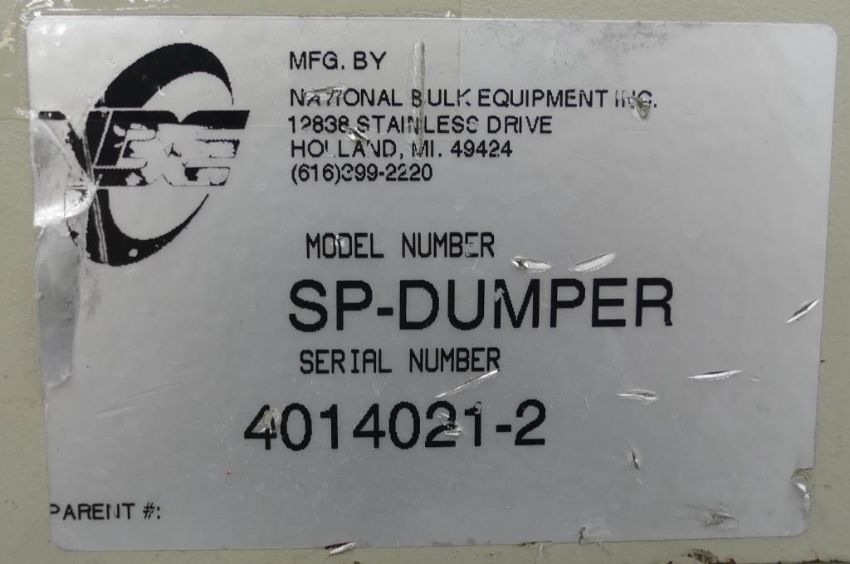 NBE
MFG. BY
NATIONAL BULK EQUIPMENT INC.
12838 STAINLESS DRIVE
HOLLAND, MI. 49424
(616)399-2220
MODEL NUMBER
SP-DUMPER
SERIAL NUMBER
4014021-2
PARENT #: